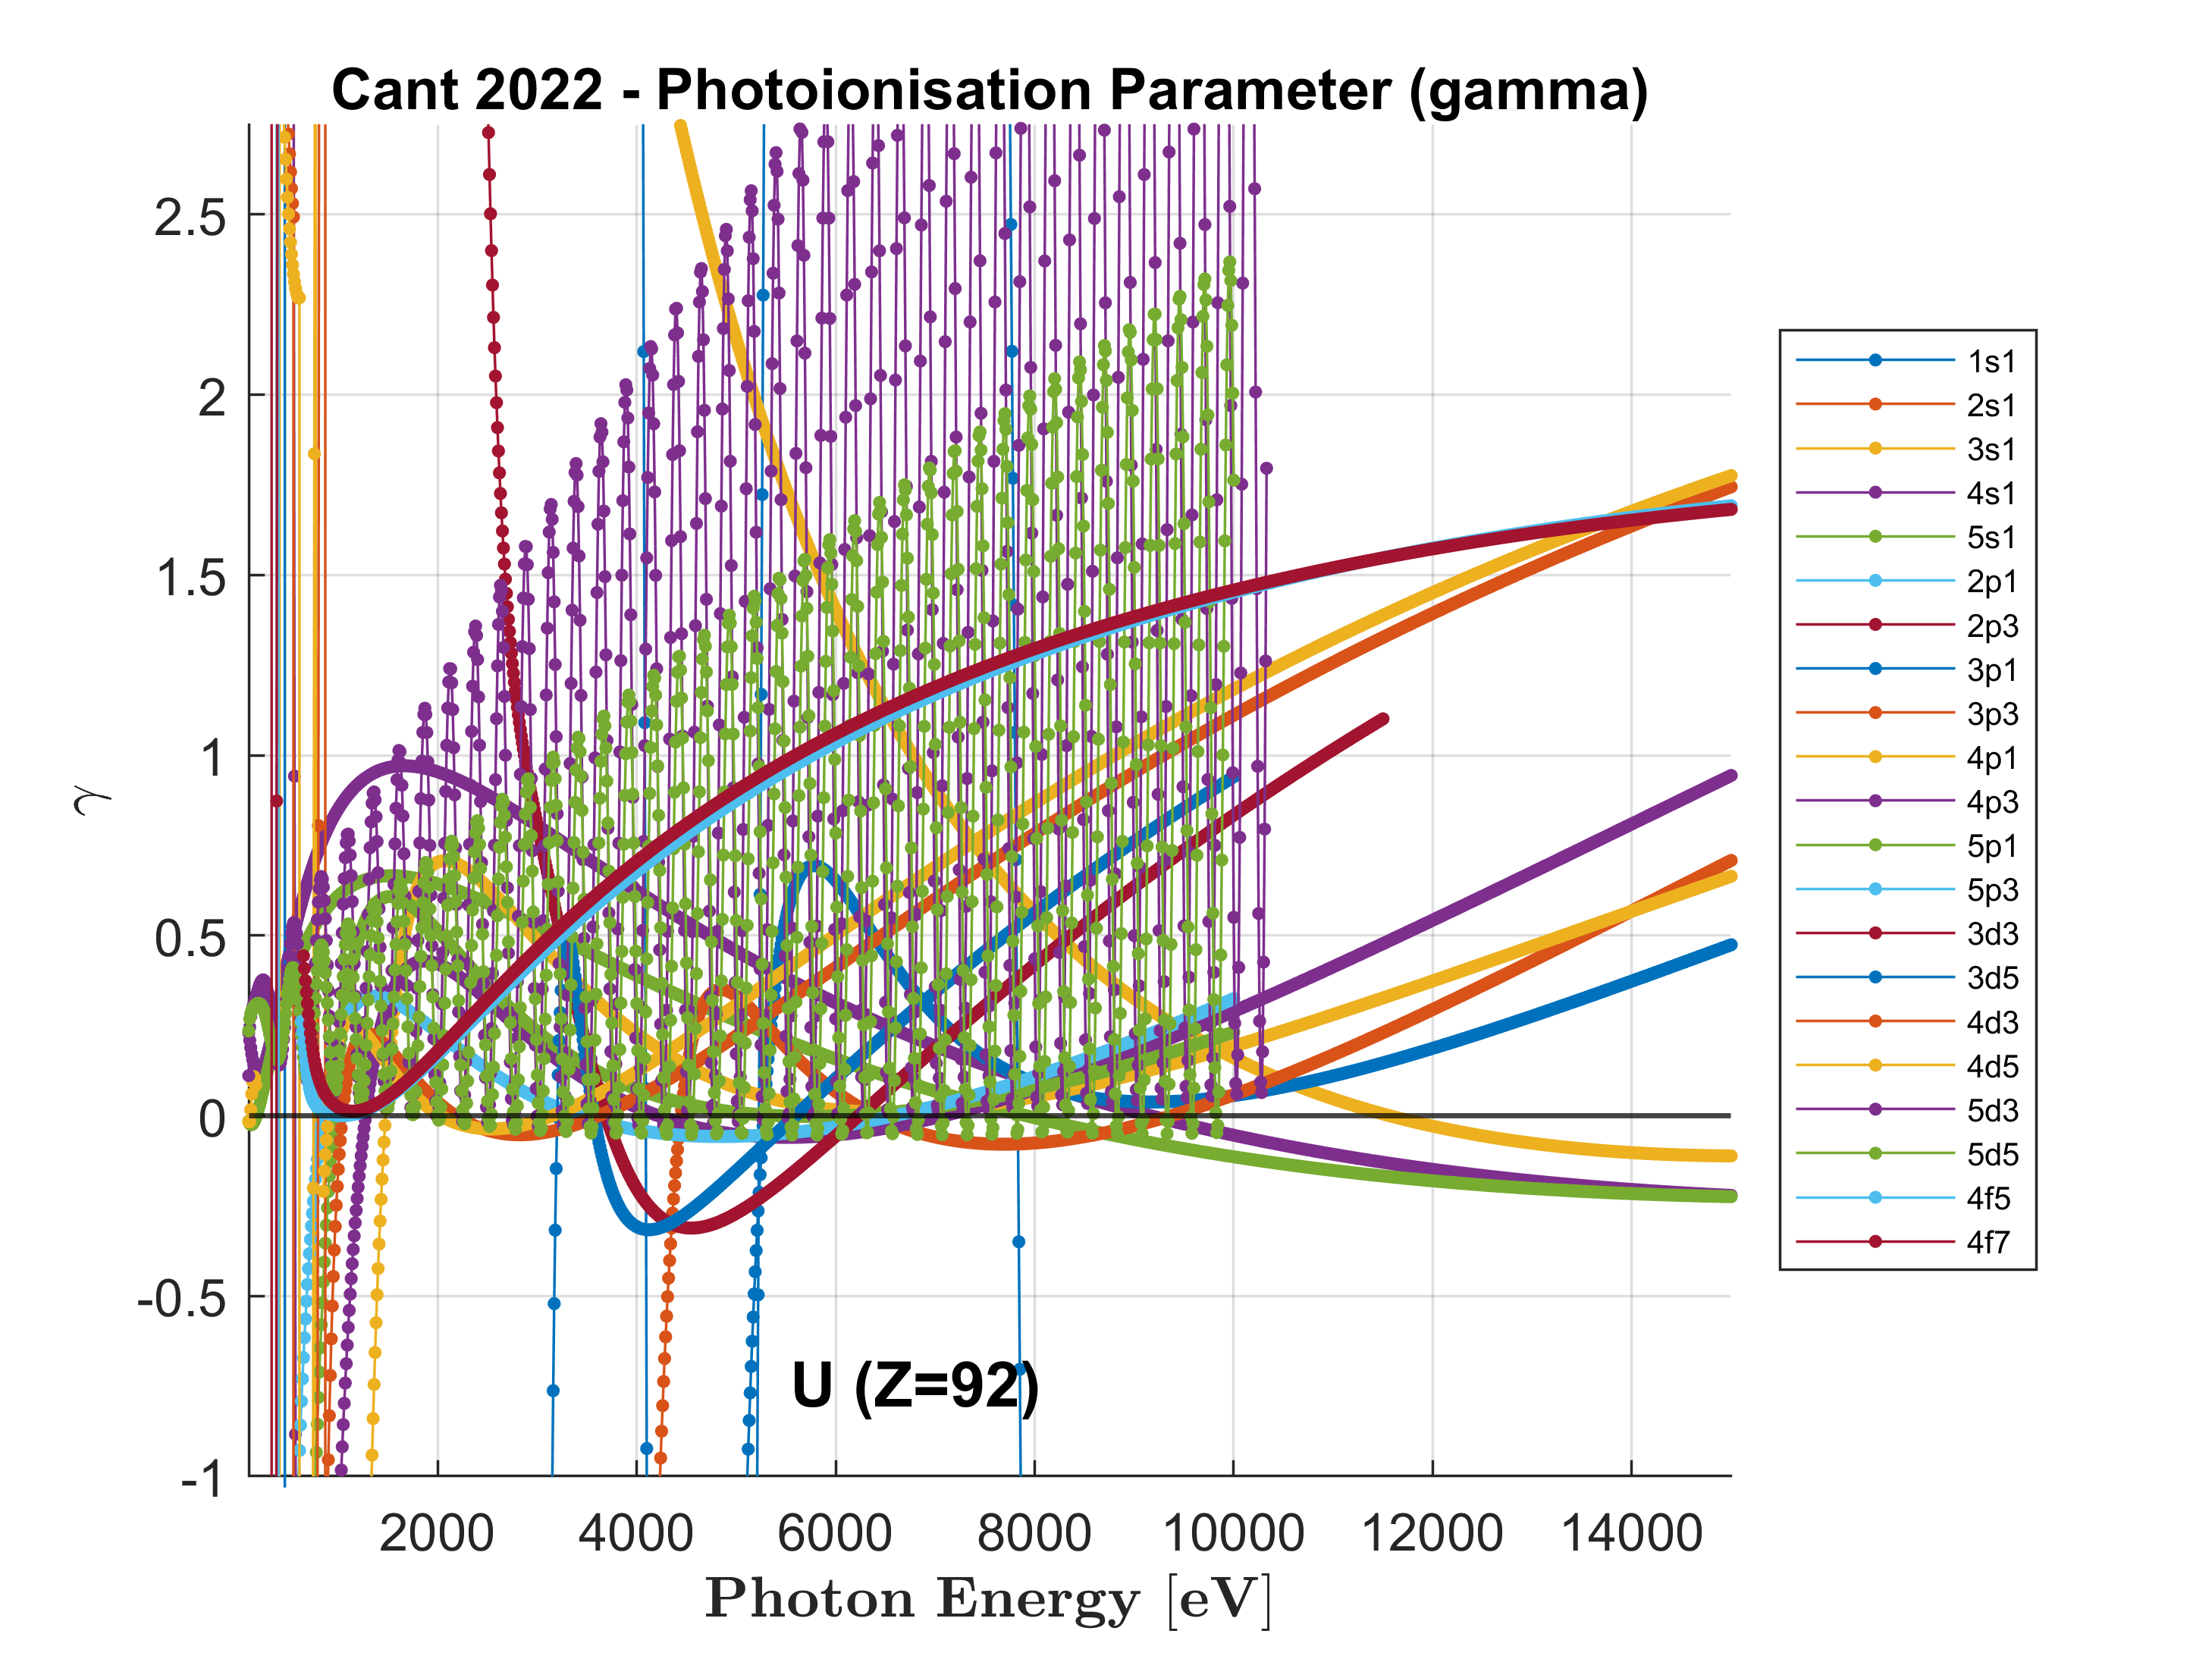 Cant 2022 - Photoionisation Parameter (gamma)
2.5
2
1.5
1
0.5
0
-0.5
-1
γ
U (Z=92)
2000 4000 6000 8000 10000 12000 14000
Photon Energy [eV]
1s1
2s1
3s1
4s1
5s1
2p1
2p3
3p1
3p3
4p1
4p3
5p1
5p3
3d3
3d5
4d3
4d5
5d3
5d5
4f5
4f7